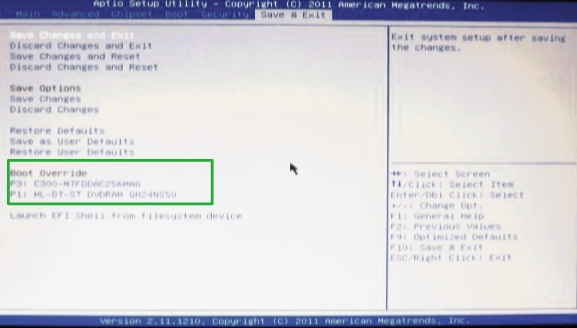 Aptio Setup Utility - Copyright (C) 2011 American Megatrends, Inc.
Main Advanced Chipset Boot Security Save & Exit
Save Changes and Exit
Discard Changes and Exit
Save Changes and Reset
Discard Changes and Reset
Save Options
Save Changes
Discard Changes
Restore Defaults
Save as User Defaults
Restore User Defaults
Boot Override
P3: C300-MTFDDAC256MAG
P1: HL-DT-ST DVDRAM GH24NS50
Launch EFI Shell from filesystem device
Exit system setup after saving
the changes.
→←: Select Screen
↑↓/Click: Select Item
Enter/Dbl Click: Select
+/-: Change Opt.
F1: General Help
F2: Previous Values
F9: Optimized Defaults
F10: Save & Exit
ESC/Right Click: Exit
Version 2.11.1210. Copyright (C) 2011 American Megatrends, Inc.